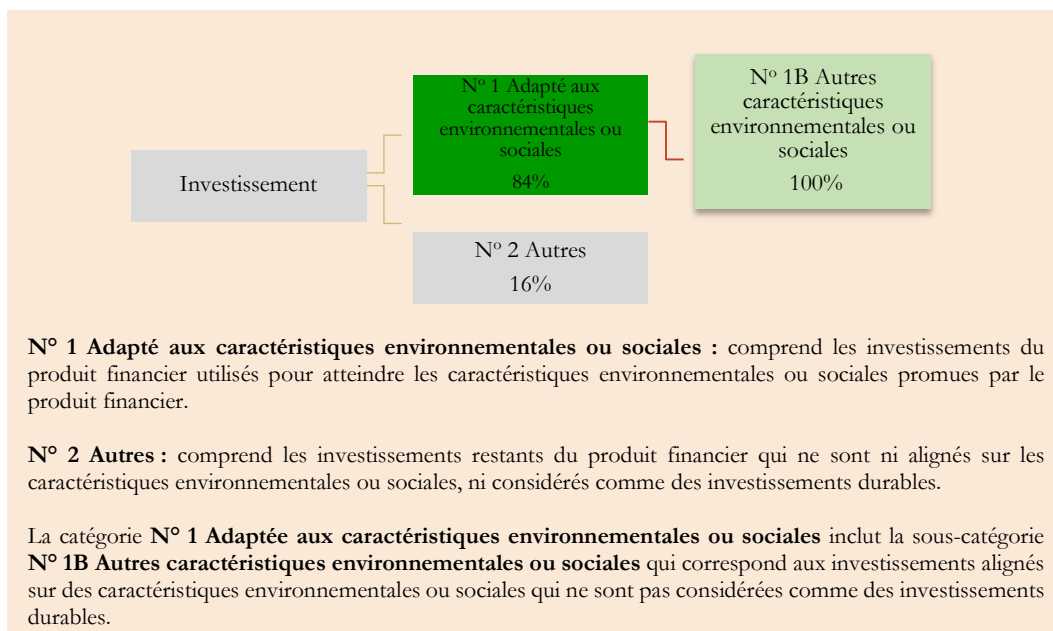 Investissement
Nº 1 Adapté aux
caractéristiques
environnementales ou
sociales
84%
Nº 1B Autres
caractéristiques
environnementales ou
sociales
100%
Nº 2 Autres
16%
N° 1 Adapté aux caractéristiques environnementales ou sociales : comprend les investissements du
produit financier utilisés pour atteindre les caractéristiques environnementales ou sociales promues par le
produit financier.
N° 2 Autres : comprend les investissements restants du produit financier qui ne sont ni alignés sur les
caractéristiques environnementales ou sociales, ni considérés comme des investissements durables.
La catégorie N° 1 Adaptée aux caractéristiques environnementales ou sociales inclut la sous-catégorie
N° 1B Autres caractéristiques environnementales ou sociales qui correspond aux investissements alignés
sur des caractéristiques environnementales ou sociales qui ne sont pas considérées comme des investissements
durables.